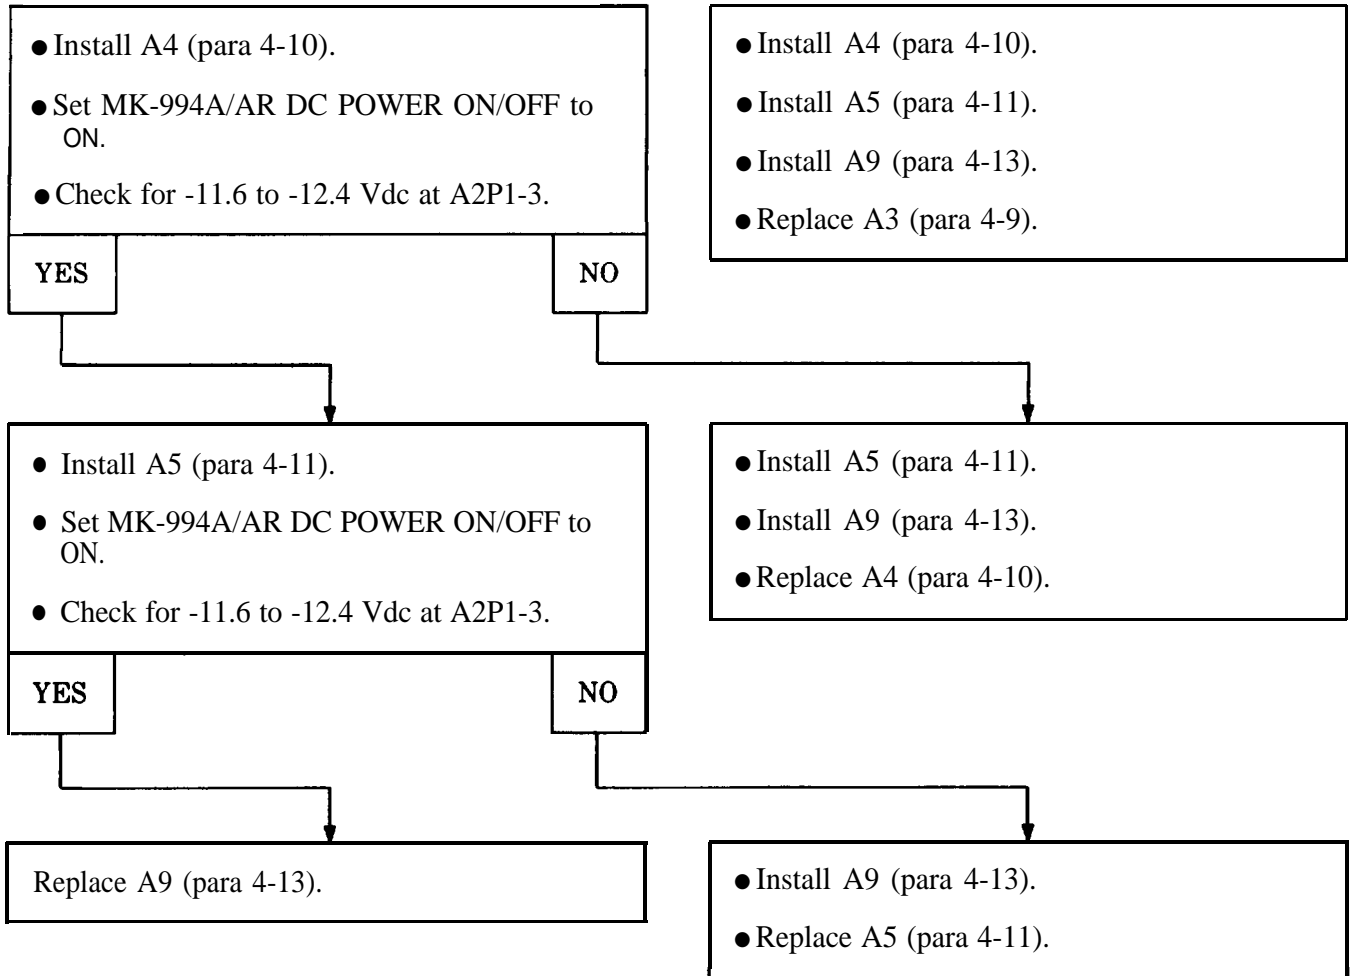 ● Install A4 (para 4-10).
● Set MK-994A/AR DC POWER ON/OFF to
ON.
● Check for -11.6 to -12.4 Vdc at A2P1-3.
YES
NO
● Install A4 (para 4-10).
● Install A5 (para 4-11).
● Install A9 (para 4-13).
● Replace A3 (para 4-9).
● Install A5 (para 4-11).
● Set MK-994A/AR DC POWER ON/OFF to
ON.
● Check for -11.6 to -12.4 Vdc at A2P1-3.
YES
NO
● Install A5 (para 4-11).
● Install A9 (para 4-13).
● Replace A4 (para 4-10).
Replace A9 (para 4-13).
● Install A9 (para 4-13).
● Replace A5 (para 4-11).